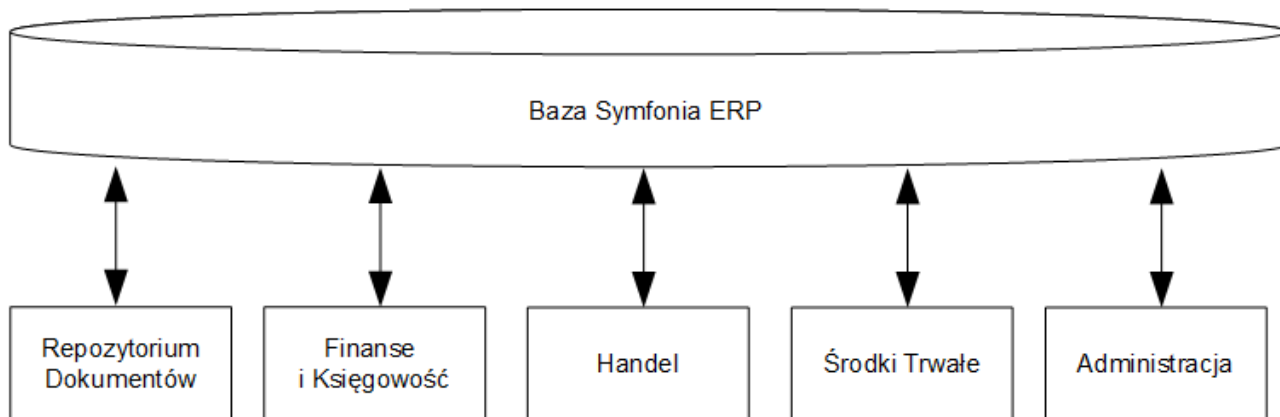 Baza Symfonia ERP
Repozytorium
Dokumentów
Finanse
i Księgowość
Handel
Środki Trwałe
Administracja